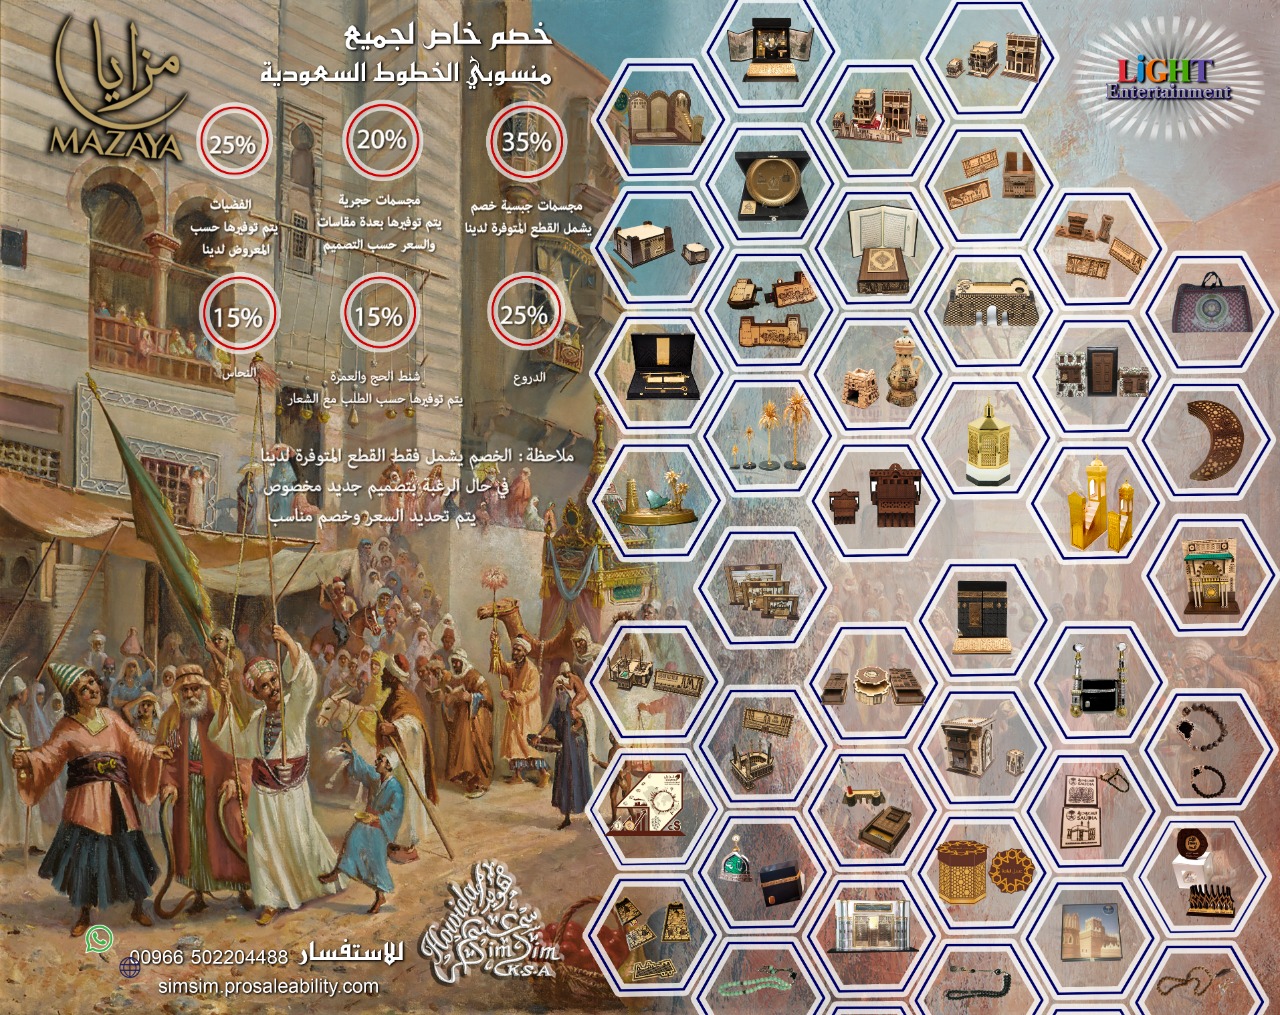 مزايا
MAZAYA
خصم خاص لجميع
منسوبي الخطوط السعودية
LiGHT
Entertainment
35%
مجسمات جبسية خصم
يشمل القطع المتوفرة لدينا
20%
مجسمات حجرية
يتم توفيرها بعدة مقاسات
والسعر حسب التصميم
25%
الفضيات
يتم توفيرها حسب
المعروض لدينا
25%
الدروع
15%
شنط الحج والعمرة
يتم توفيرها حسب الطلب مع الشعار
15%
النحاس
ملاحظة : الخصم يشمل فقط القطع المتوفرة لدينا
في حال الرغبة بتصميم جديد مخصوص
يتم تحديد السعر وخصم مناسب
للاستفسار 00966 502204488
simsim.prosaleability.com
SimSim
K.S.A
SAUDIA